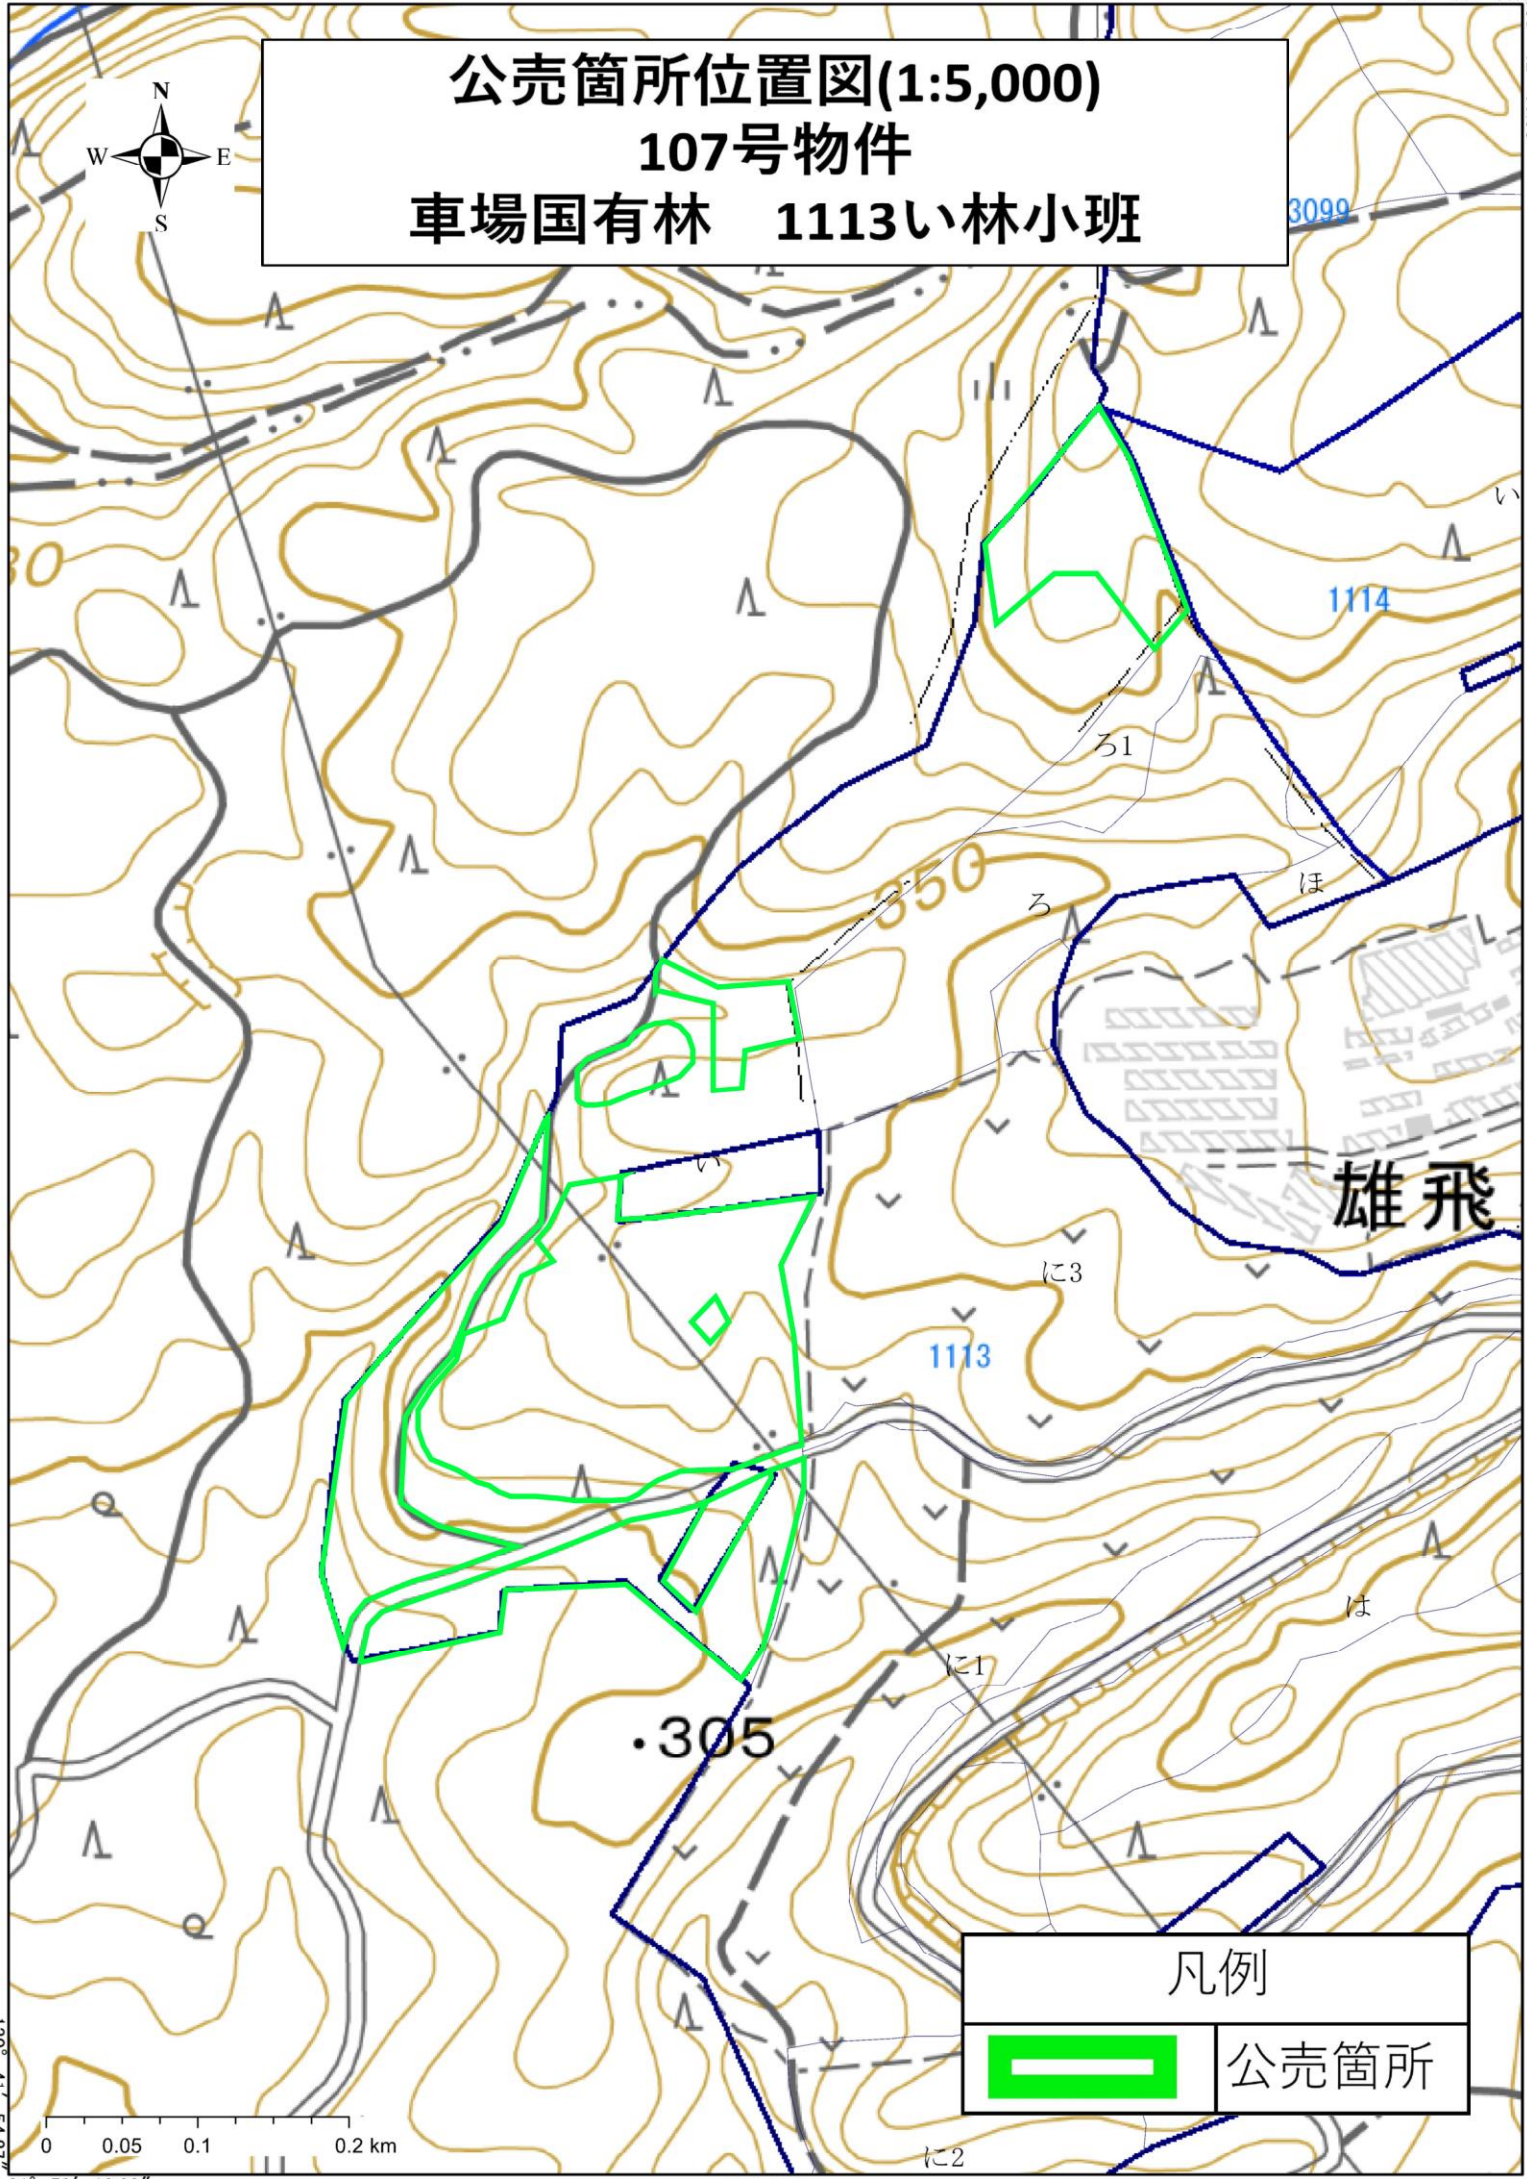 公売箇所位置図(1:5,000)
107号物件
車場国有林　1113い林小班
N
W E
S
3099
い
1114
ろ1
350
ろ
ほ
い
雄飛
に3
1113
は
に1
305
凡例
公売箇所
0 0.05 0.1 0.2 km
に2